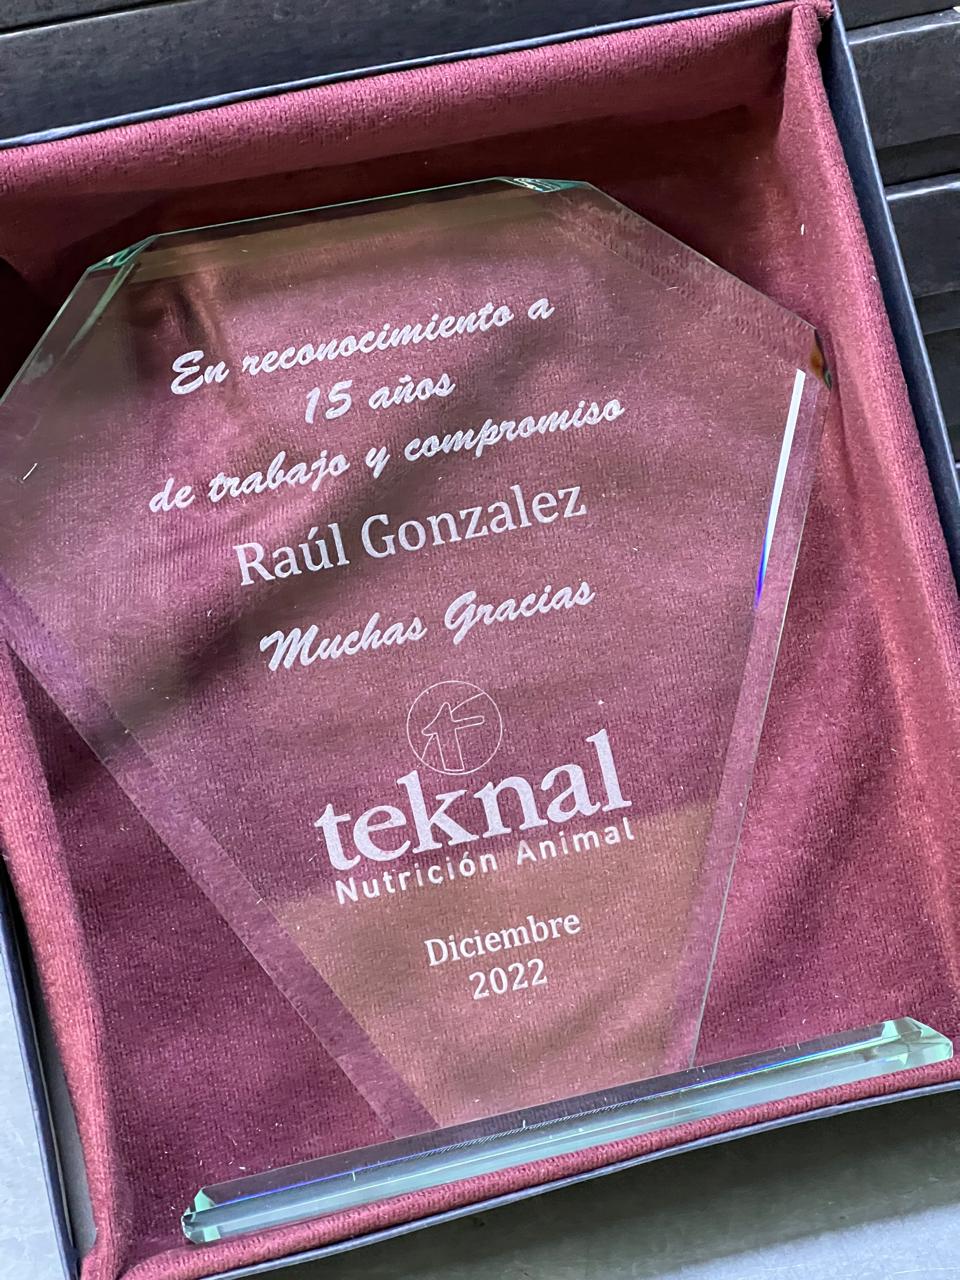 En reconocimiento a
15 años
de trabajo y compromiso
Raúl Gonzalez
Muchas Gracias
teknal
Nutrición Animal
Diciembre
2022